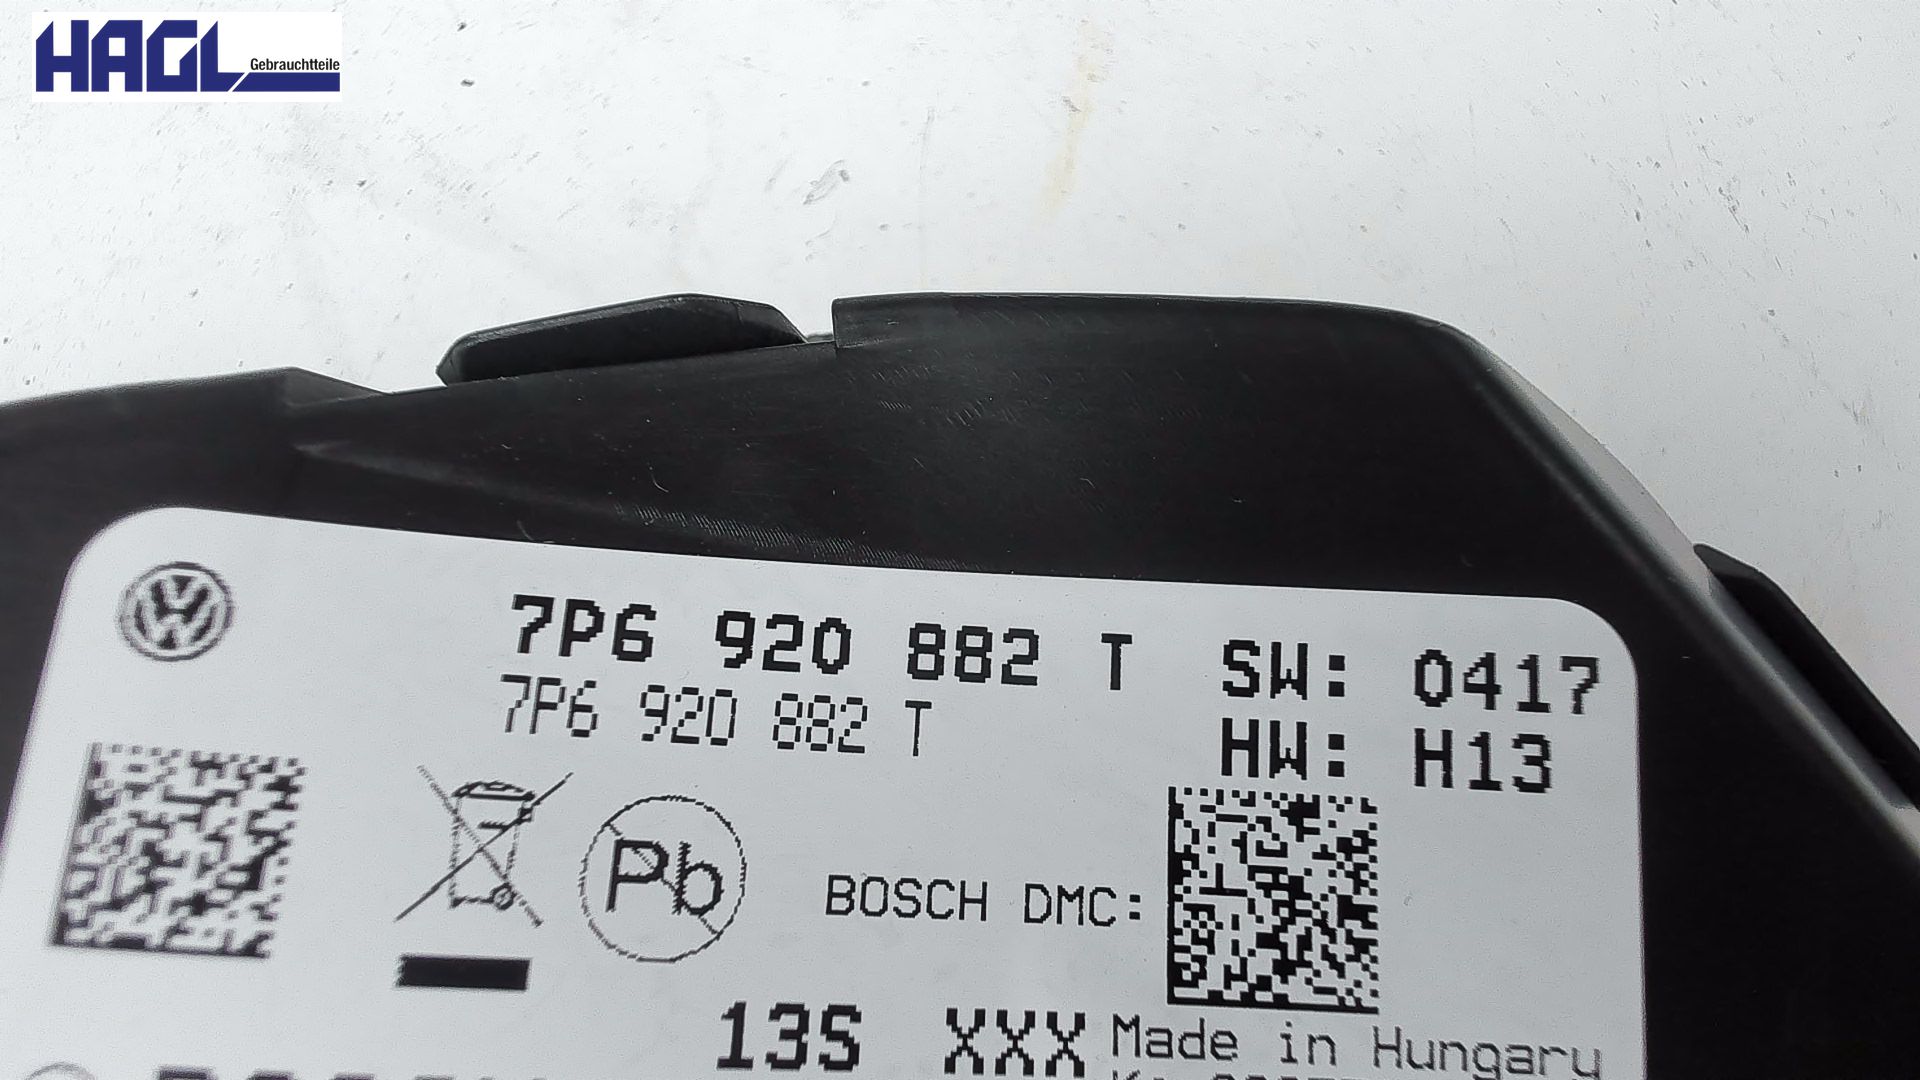 HAGL
Gebrauchtteile
7P6 920 882 T SW: 0417
7P6 920 882 T
HW: H13
Pb
BOSCH DMC:
13S XXX Made in Hungary